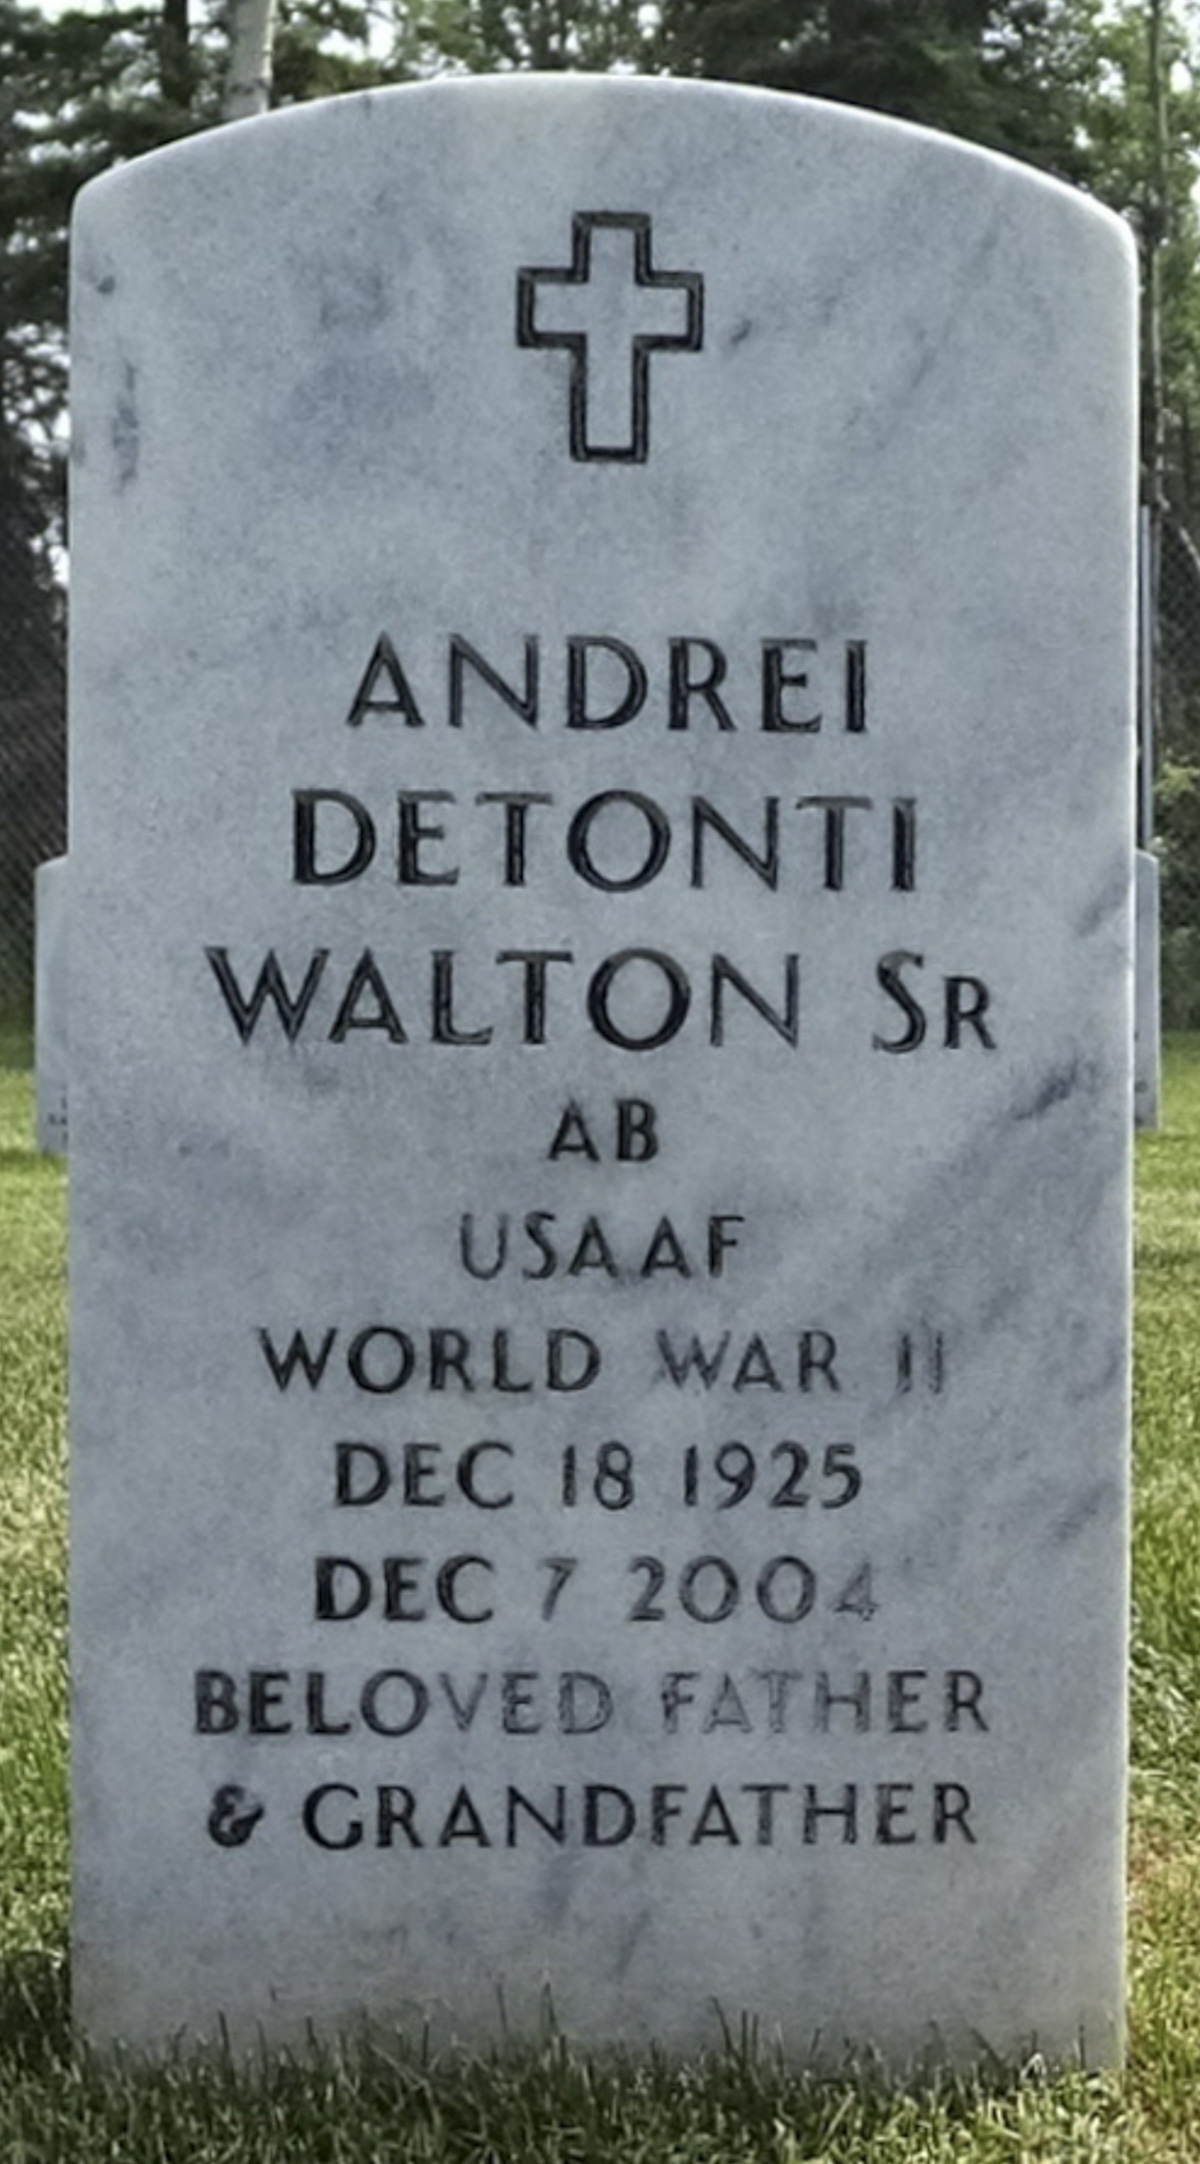 ANDREI
DETONTI
WALTON SR
AB
USAAF
WORLD WAR II
DEC 18 1925
DEC 7 2004
BELOVED FATHER
& GRANDFATHER